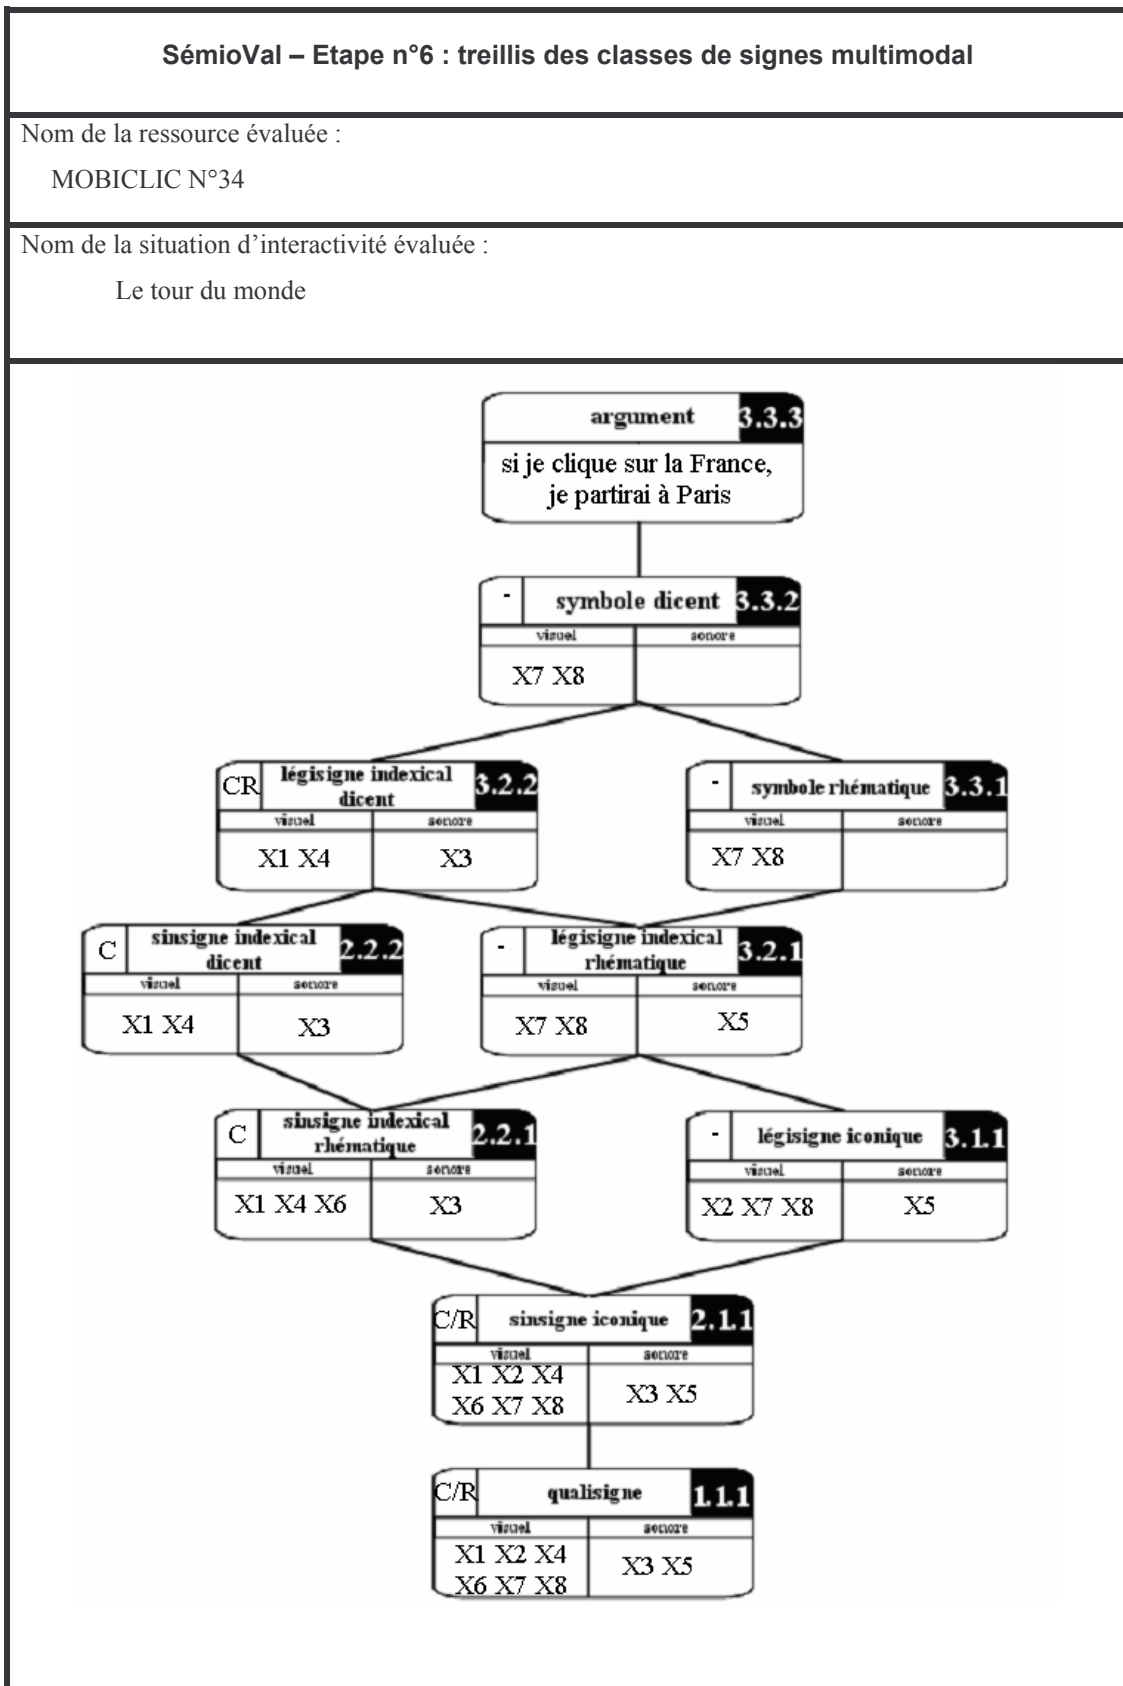 SémioVal – Etape n°6 : treillis des classes de signes multimodal
Nom de la ressource évaluée :
MOBICLIC N°34
Nom de la situation d'interactivité évaluée :
Le tour du monde
argument 3.3.3
si je clique sur la France,
je partirai à Paris
- symbole dicent 3.3.2
visuel sonore
X7 X8
CR légisigne indexical 3.2.2
dicent
visuel sonore
X1 X4 X3
- symbole rhématique 3.3.1
visuel sonore
X7 X8
C sinsigne indexical 2.2.2
dicent
visuel sonore
X1 X4 X3
- légisigne indexical 3.2.1
rhématique
visuel sonore
X7 X8 X5
C sinsigne indexical 2.2.1
rhématique
visuel sonore
X1 X4 X6 X3
- légisigne iconique 3.1.1
visuel sonore
X2 X7 X8 X5
C/R sinsigne iconique 2.1.1
visuel sonore
X1 X2 X4
X6 X7 X8 X3 X5
C/R qualisigne 1.1.1
visuel sonore
X1 X2 X4
X6 X7 X8 X3 X5